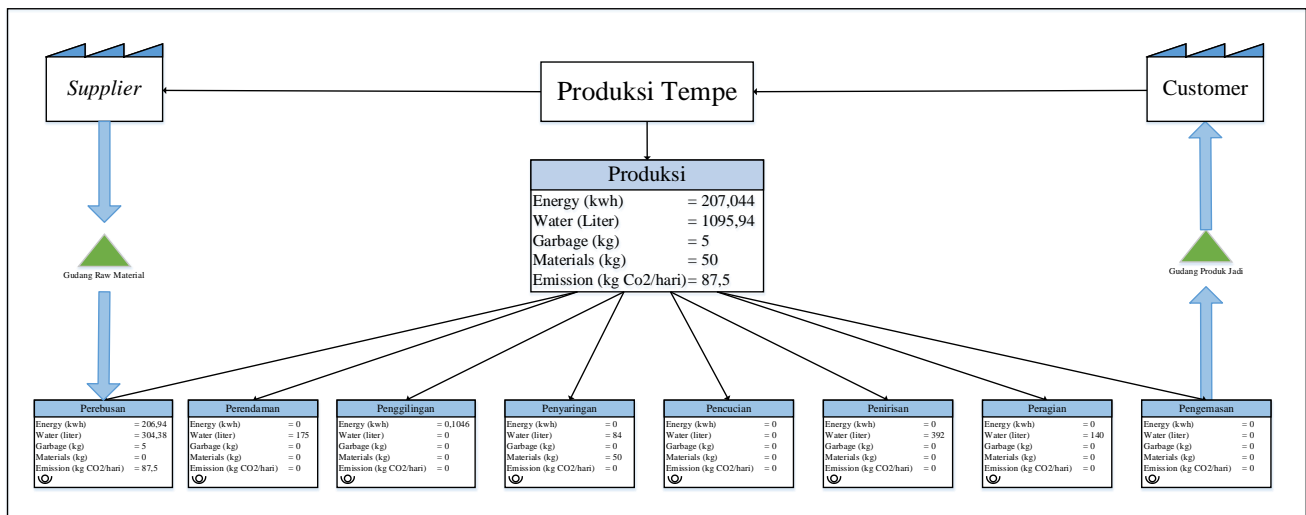 Supplier
Produksi Tempe
Customer
Produksi
Energy (kwh) = 207,044
Water (Liter) = 1095,94
Garbage (kg) = 5
Materials (kg) = 50
Emission (kg Co2/hari)= 87,5
Gudang Raw Material
Gudang Produk Jadi
Perebusan
Energy (kwh) = 206,94
Water (liter) = 304,38
Garbage (kg) = 5
Materials (kg) = 0
Emission (kg CO2/hari) = 87,5
Perendaman
Energy (kwh) = 0
Water (liter) = 175
Garbage (kg) = 0
Materials (kg) = 0
Emission (kg CO2/hari) = 0
Penggilingan
Energy (kwh) = 0,1046
Water (liter) = 0
Garbage (kg) = 0
Materials (kg) = 0
Emission (kg CO2/hari) = 0
Penyaringan
Energy (kwh) = 0
Water (liter) = 84
Garbage (kg) = 0
Materials (kg) = 50
Emission (kg CO2/hari) = 0
Pencucian
Energy (kwh) = 0
Water (liter) = 0
Garbage (kg) = 0
Materials (kg) = 0
Emission (kg CO2/hari) = 0
Penirisan
Energy (kwh) = 0
Water (liter) = 392
Garbage (kg) = 0
Materials (kg) = 0
Emission (kg CO2/hari) = 0
Peragian
Energy (kwh) = 0
Water (liter) = 140
Garbage (kg) = 0
Materials (kg) = 0
Emission (kg CO2/hari) = 0
Pengemasan
Energy (kwh) = 0
Water (liter) = 0
Garbage (kg) = 0
Materials (kg) = 0
Emission (kg CO2/hari) = 0